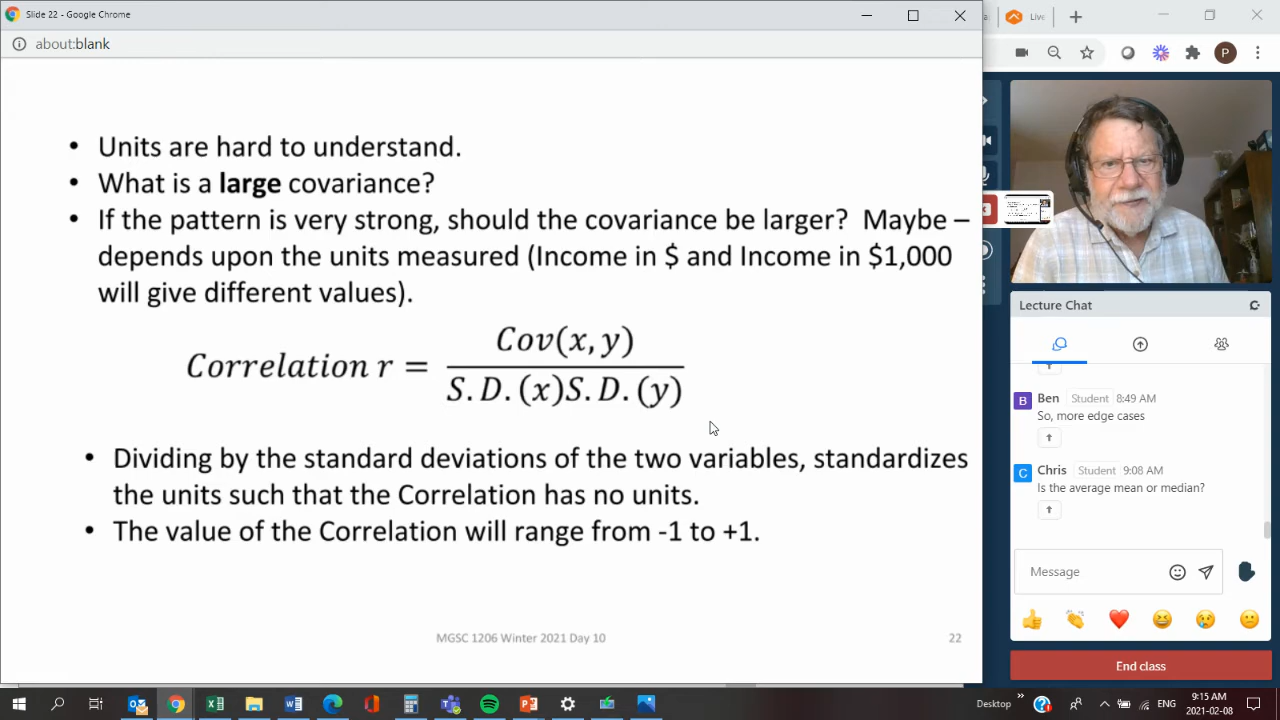 Slide 22 - Google Chrome
about:blank
Live
P
• Units are hard to understand.
• What is a large covariance?
• If the pattern is very strong, should the covariance be larger?  Maybe –
depends upon the units measured (Income in $ and Income in $1,000
will give different values).
Correlation r = Cov(x, y) / S.D.(x)S.D.(y)
• Dividing by the standard deviations of the two variables, standardizes
the units such that the Correlation has no units.
• The value of the Correlation will range from -1 to +1.
MGSC 1206 Winter 2021 Day 10
22
Lecture Chat
B Ben Student 8:49 AM
So, more edge cases
C Chris Student 9:08 AM
Is the average mean or median?
Message
End class
Desktop
ENG
9:15 AM
2021-02-08